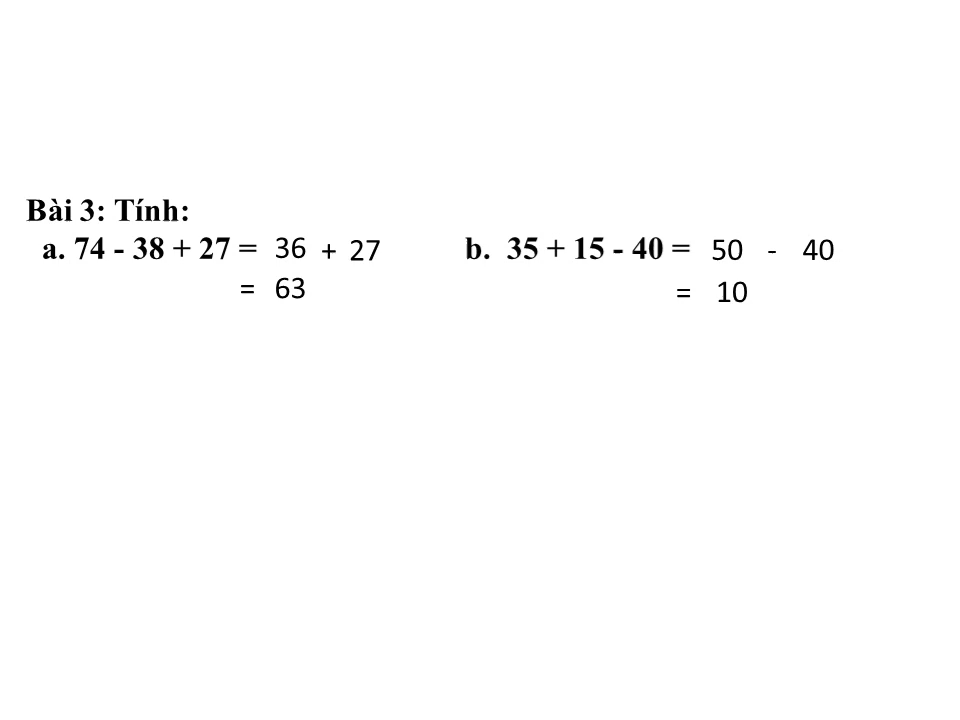 Bài 3: Tính:
a. 74 - 38 + 27 = 36 + 27 b. 35 + 15 - 40 = 50 - 40
= 63 = 10